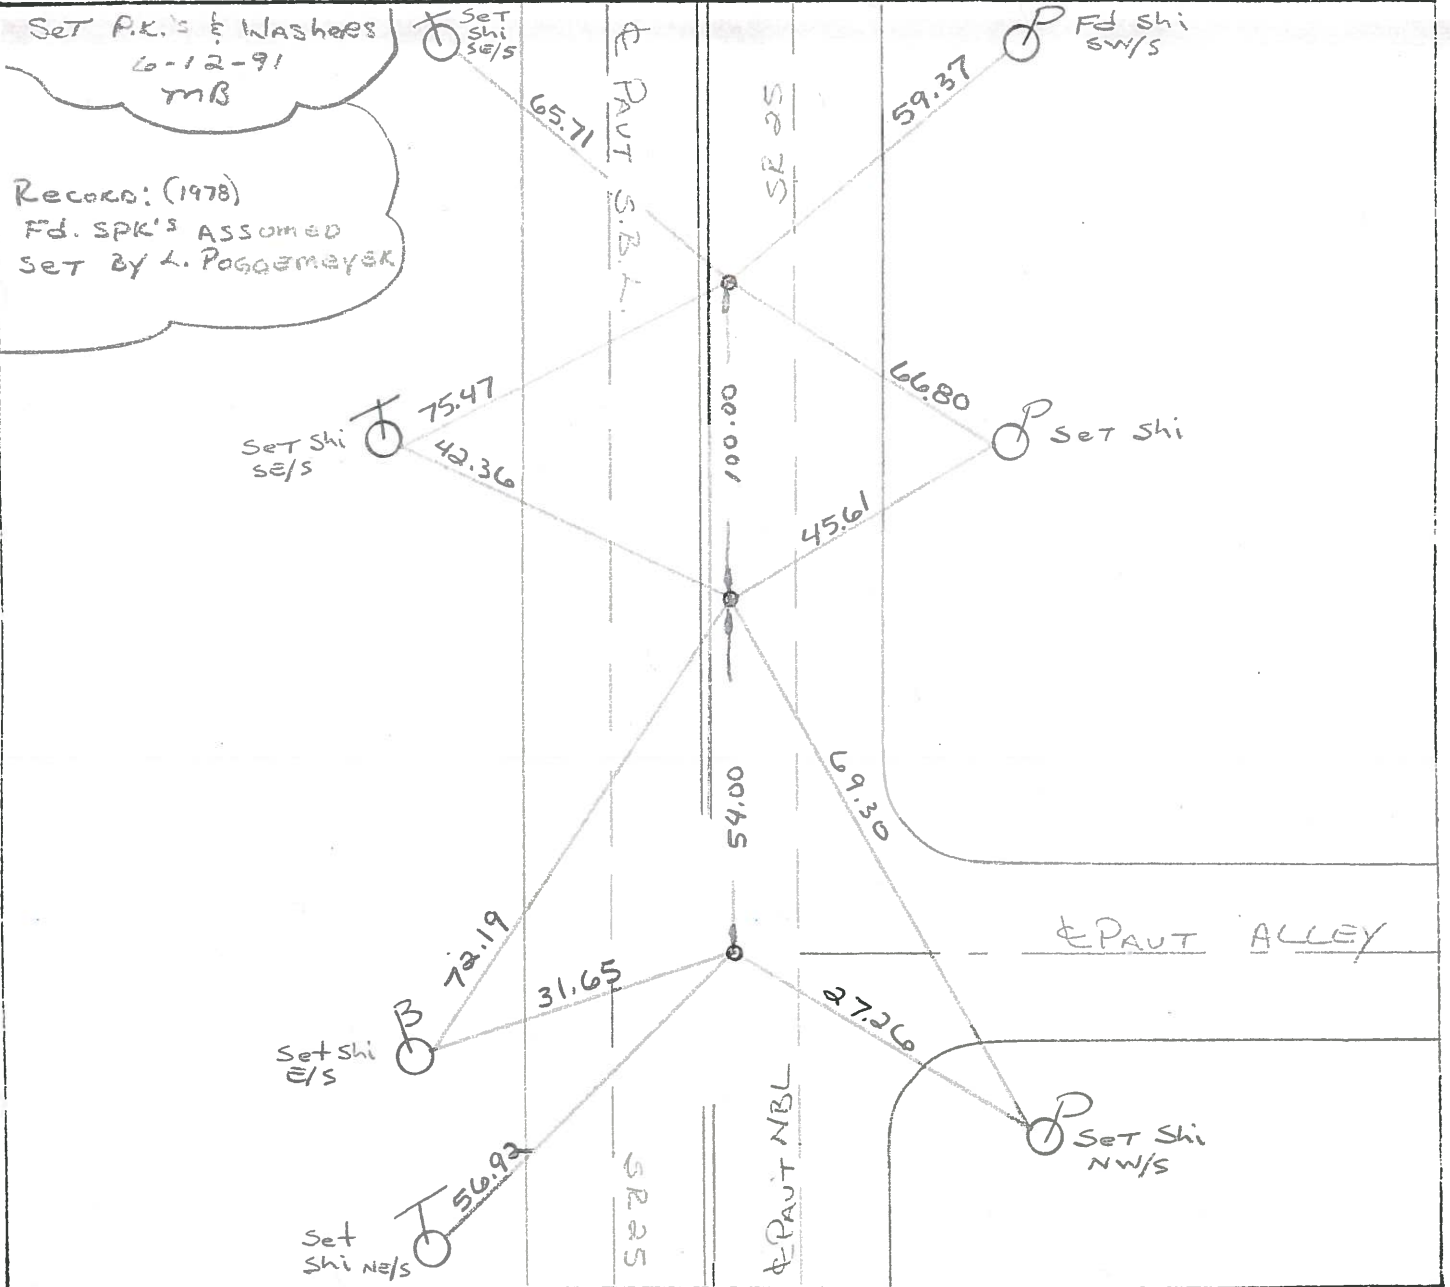 SET P.K.'s & WASHERS
6-12-91
MB
RECORD: (1978)
Fd. SPK'S ASSUMED
SET By L. POGGEMEYER
SET
Shi
SE/S
65.71
℄ PAVT S.B.L.
SR 25
59.37
P
Fd Shi
SW/S
75.47
T
SET Shi
SE/S
42.36
100.00
66.80
P
SET Shi
45.61
54.00
69.30
72.19
31.65
27.26
℄ PAVT ALLEY
B
Set Shi
E/S
P
SET Shi
NW/S
56.92
T
Set
Shi NE/S
SR 25
℄ PAVT NBL